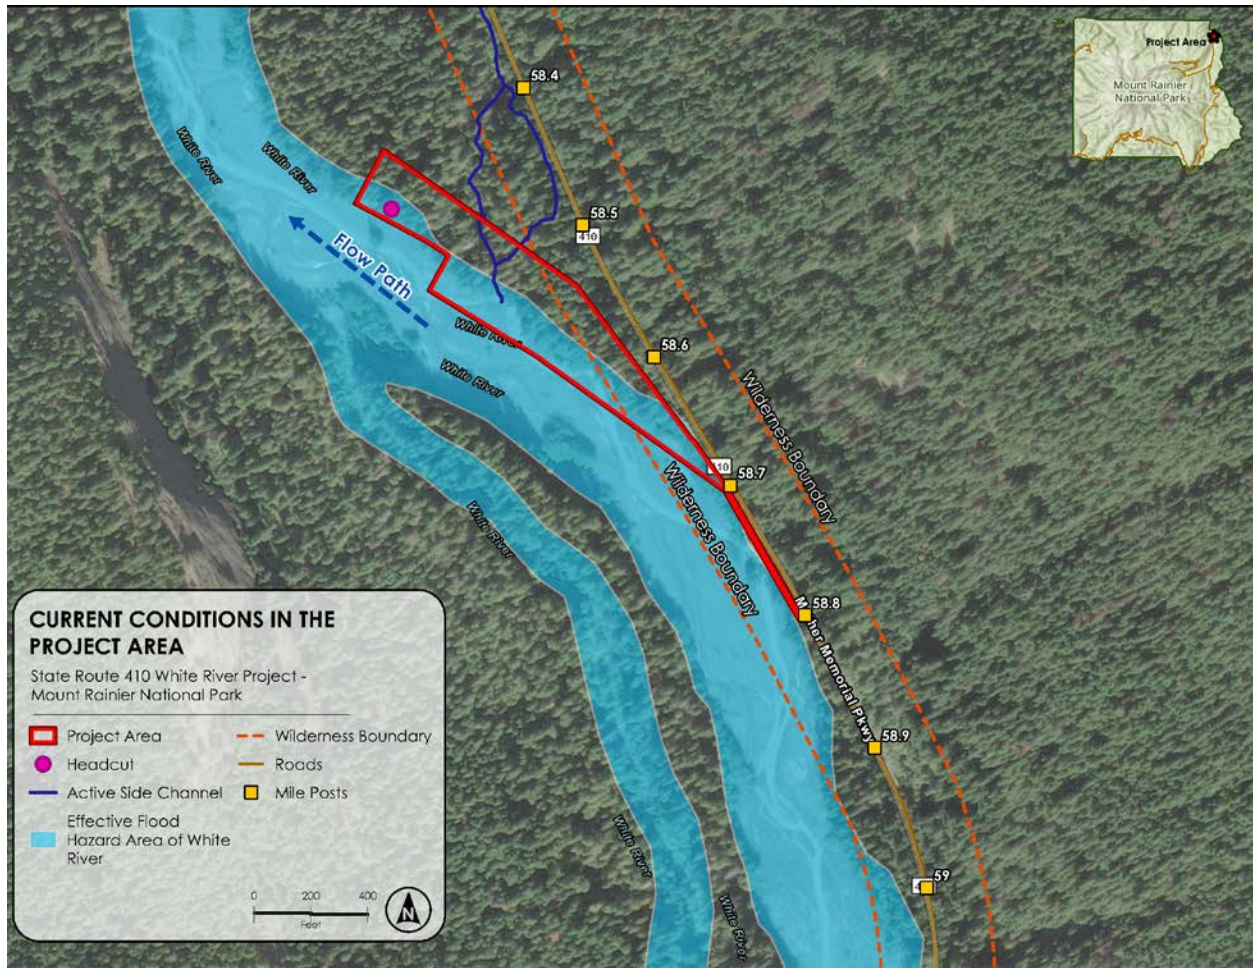 58.4
Project Area
Mount Rainier
National Park
White River
White River
58.5
410
Flow Path
White River
58.6
White River
Wilderness Boundary
410
58.7
Wilderness Boundary
White River
58.8
Mather Memorial Pkwy
58.9
White River
59
White River
CURRENT CONDITIONS IN THE
PROJECT AREA
State Route 410 White River Project -
Mount Rainier National Park
Project Area
Wilderness Boundary
Headcut
Roads
Active Side Channel
Mile Posts
Effective Flood
Hazard Area of White
River
0 200 400
Feet
N